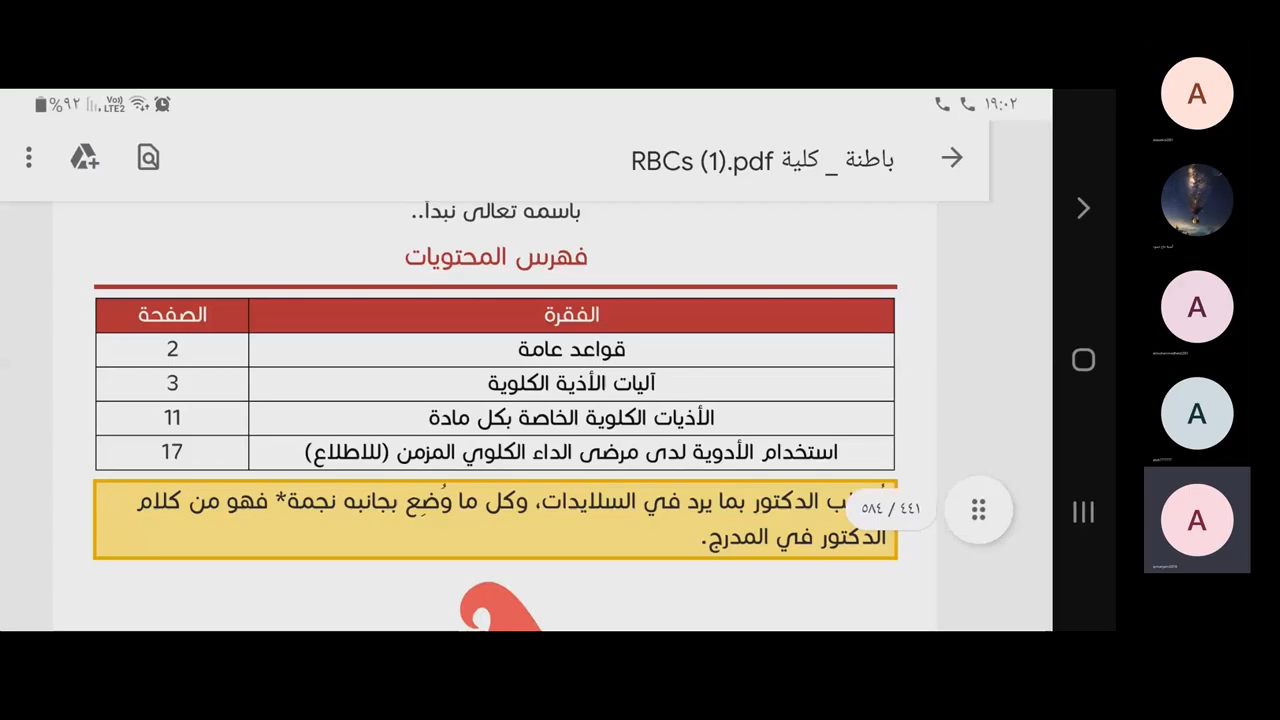 ١٩:٠٢
%٩٢
Vo)
LTE2
باطنة _ كلية RBCs (1).pdf
باسمه تعالى نبدأ..
فهرس المحتويات
الفقرة الصفحة
قواعد عامة 2
آليات الأذية الكلوية 3
الأذيات الكلوية الخاصة بكل مادة 11
استخدام الأدوية لدى مرضى الداء الكلوي المزمن (للاطلاع) 17
الدكتور بما يرد في السلايدات، وكل ما وُضِع بجانبه نجمة* فهو من كلام
الدكتور في المدرج.
٤٤١ / ٥٨٤
A
A
A
A